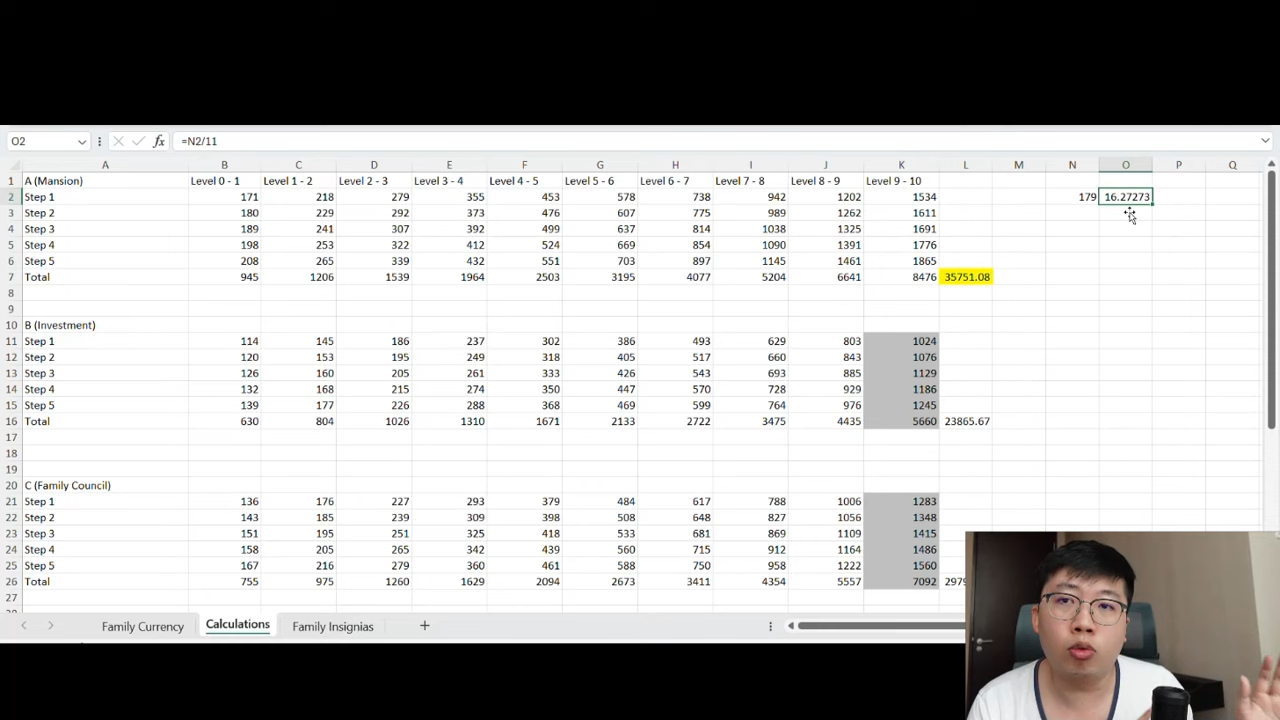 O2 fx =N2/11
A B C D E F G H I J K L M N O P Q
1 A (Mansion) Level 0 - 1 Level 1 - 2 Level 2 - 3 Level 3 - 4 Level 4 - 5 Level 5 - 6 Level 6 - 7 Level 7 - 8 Level 8 - 9 Level 9 - 10
2 Step 1 171 218 279 355 453 578 738 942 1202 1534 179 16.27273
3 Step 2 180 229 292 373 476 607 775 989 1262 1611
4 Step 3 189 241 307 392 499 637 814 1038 1325 1691
5 Step 4 198 253 322 412 524 669 854 1090 1391 1776
6 Step 5 208 265 339 432 551 703 897 1145 1461 1865
7 Total 945 1206 1539 1964 2503 3195 4077 5204 6641 8476 35751.08
8
9
10 B (Investment)
11 Step 1 114 145 186 237 302 386 493 629 803 1024
12 Step 2 120 153 195 249 318 405 517 660 843 1076
13 Step 3 126 160 205 261 333 426 543 693 885 1129
14 Step 4 132 168 215 274 350 447 570 728 929 1186
15 Step 5 139 177 226 288 368 469 599 764 976 1245
16 Total 630 804 1026 1310 1671 2133 2722 3475 4435 5660 23865.67
17
18
19
20 C (Family Council)
21 Step 1 136 176 227 293 379 484 617 788 1006 1283
22 Step 2 143 185 239 309 398 508 648 827 1056 1348
23 Step 3 151 195 251 325 418 533 681 869 1109 1415
24 Step 4 158 205 265 342 439 560 715 912 1164 1486
25 Step 5 167 216 279 360 461 588 750 958 1222 1560
26 Total 755 975 1260 1629 2094 2673 3411 4354 5557 7092
27
Family Currency Calculations Family Insignias